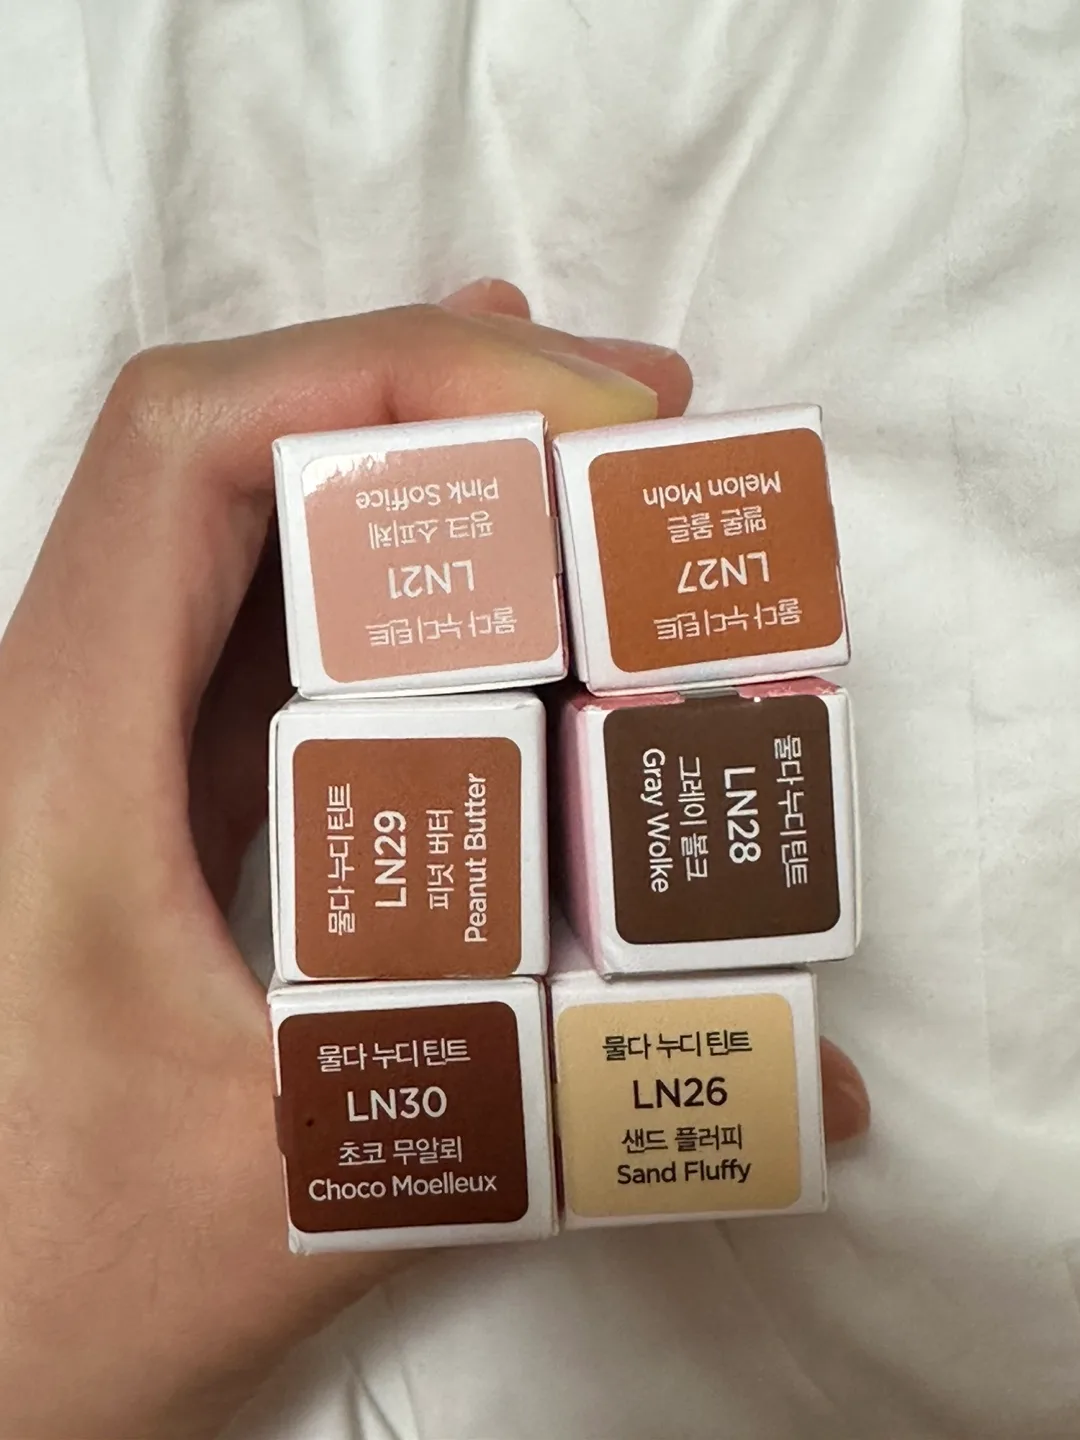 물다 누디 틴트
LN21
핑크 소피체
Pink Soffice
물다 누디 틴트
LN27
멜론 몰른
Melon Moln
물다 누디 틴트
LN29
피넛 버터
Peanut Butter
물다 누디 틴트
LN28
그레이 볼크
Gray Wolke
물다 누디 틴트
LN30
초코 무알뢰
Choco Moelleux
물다 누디 틴트
LN26
샌드 플러피
Sand Fluffy